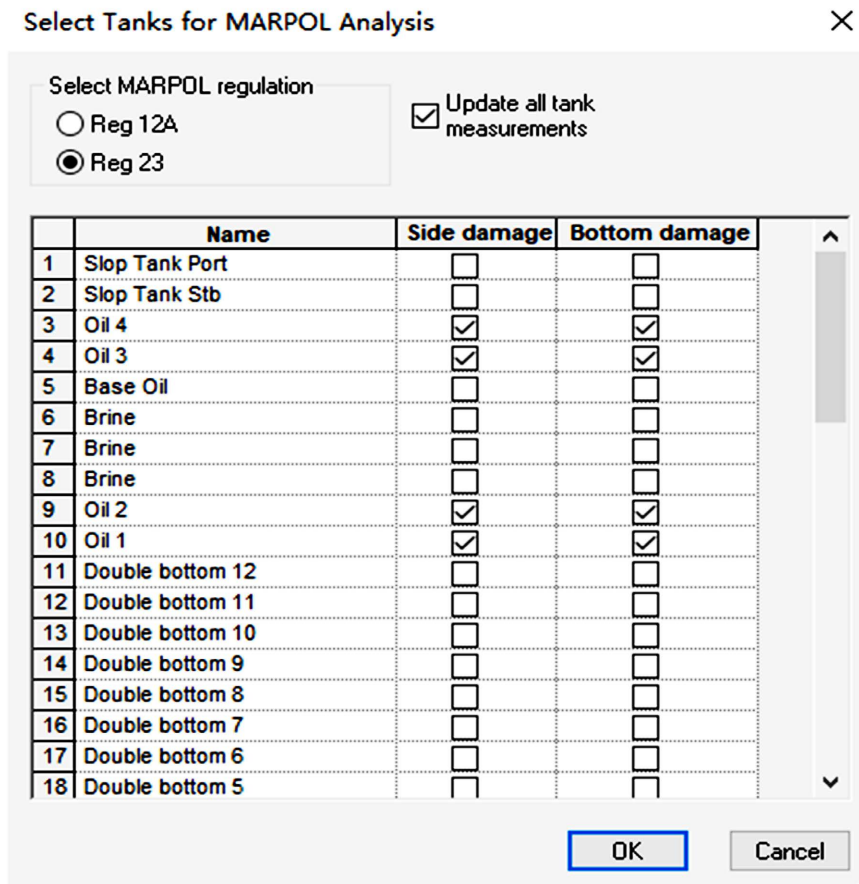 Select Tanks for MARPOL Analysis
Select MARPOL regulation
Reg 12A
Reg 23
Update all tank
measurements
Name Side damage Bottom damage
1 Slop Tank Port
2 Slop Tank Stb
3 Oil 4
4 Oil 3
5 Base Oil
6 Brine
7 Brine
8 Brine
9 Oil 2
10 Oil 1
11 Double bottom 12
12 Double bottom 11
13 Double bottom 10
14 Double bottom 9
15 Double bottom 8
16 Double bottom 7
17 Double bottom 6
18 Double bottom 5
OK Cancel